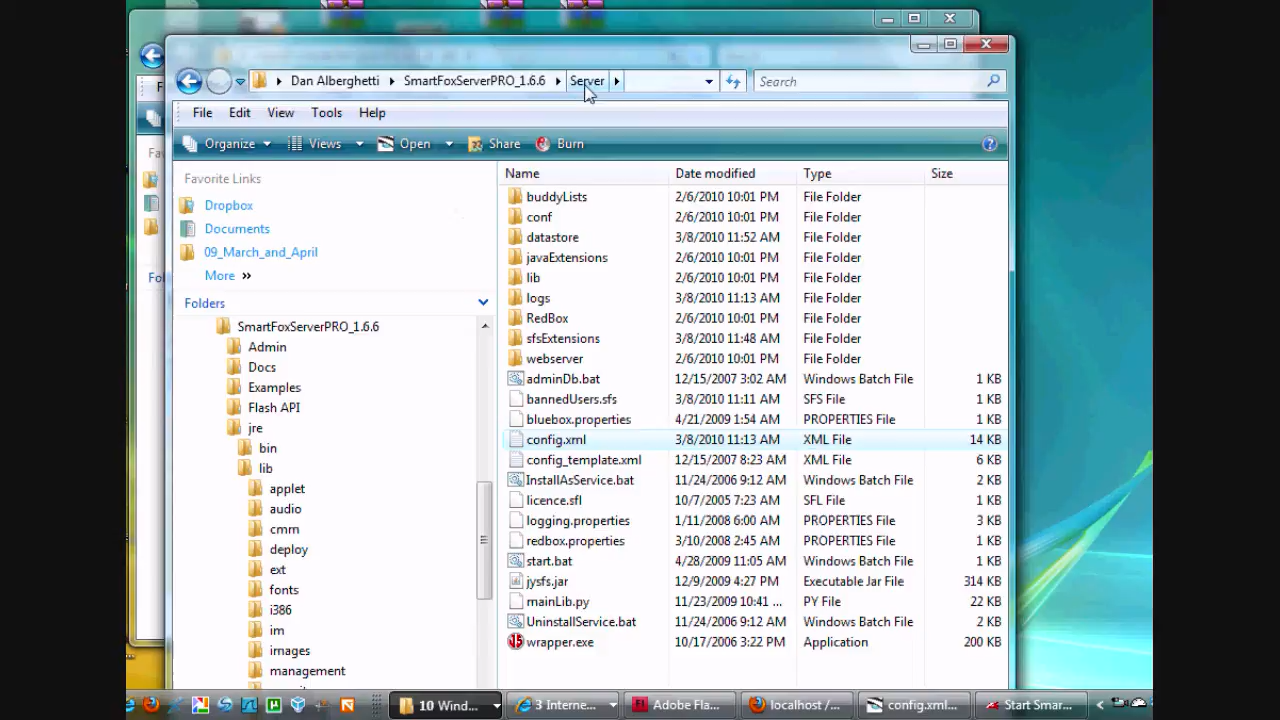 Dan Alberghetti SmartFoxServerPRO_1.6.6 Server Search
File Edit View Tools Help
Organize Views Open Share Burn
Favorite Links
Dropbox
Documents
09_March_and_April
More »
Folders
SmartFoxServerPRO_1.6.6
Admin
Docs
Examples
Flash API
jre
bin
lib
applet
audio
cmm
deploy
ext
fonts
i386
im
images
management
Name Date modified Type Size
buddyLists 2/6/2010 10:01 PM File Folder
conf 2/6/2010 10:01 PM File Folder
datastore 3/8/2010 11:52 AM File Folder
javaExtensions 2/6/2010 10:01 PM File Folder
lib 2/6/2010 10:01 PM File Folder
logs 3/8/2010 11:13 AM File Folder
RedBox 2/6/2010 10:01 PM File Folder
sfsExtensions 3/8/2010 11:48 AM File Folder
webserver 2/6/2010 10:01 PM File Folder
adminDb.bat 12/15/2007 3:02 AM Windows Batch File 1 KB
bannedUsers.sfs 3/8/2010 11:11 AM SFS File 1 KB
bluebox.properties 4/21/2009 1:54 AM PROPERTIES File 1 KB
config.xml 3/8/2010 11:13 AM XML File 14 KB
config_template.xml 12/15/2007 8:23 AM XML File 6 KB
InstallAsService.bat 11/24/2006 9:12 AM Windows Batch File 2 KB
licence.sfl 10/7/2005 7:23 AM SFL File 1 KB
logging.properties 1/11/2008 6:00 AM PROPERTIES File 3 KB
redbox.properties 3/10/2008 2:45 AM PROPERTIES File 1 KB
start.bat 4/28/2009 11:05 AM Windows Batch File 1 KB
jysfs.jar 12/9/2009 4:27 PM Executable Jar File 314 KB
mainLib.py 11/23/2009 10:41 ... PY File 22 KB
UninstallService.bat 11/24/2006 9:12 AM Windows Batch File 2 KB
wrapper.exe 10/17/2006 3:22 PM Application 200 KB
10 Wind... 3 Interne... Adobe Fla... localhost /... config.xml... Start Smar...